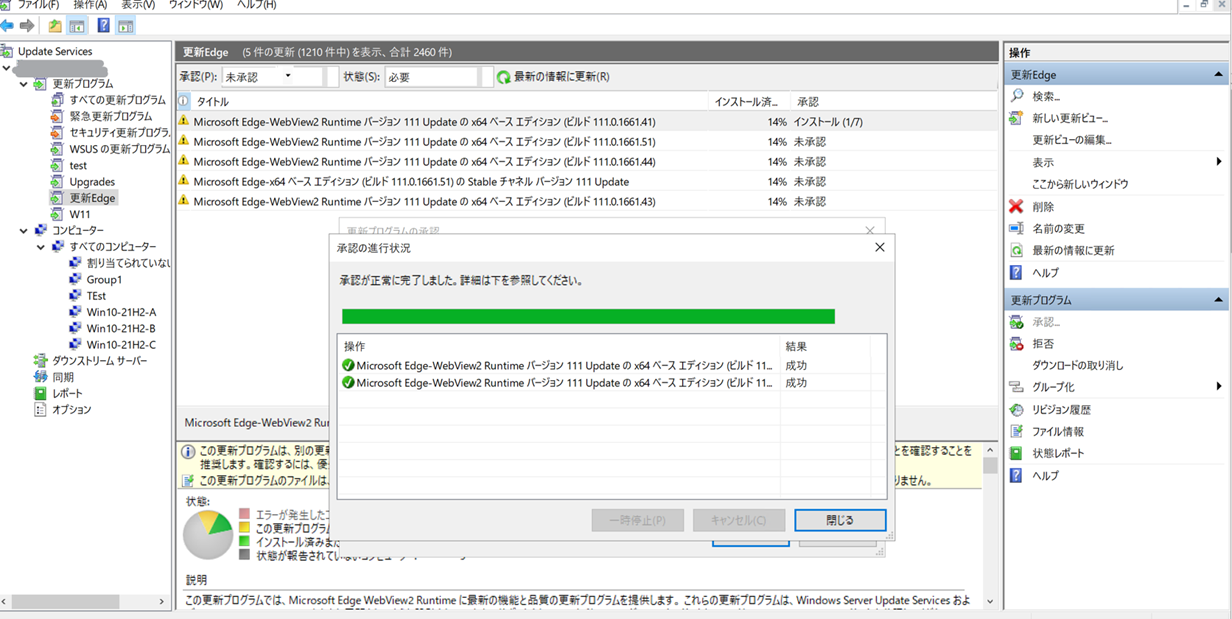 ファイル(F) 操作(A) 表示(V) ウィンドウ(W) ヘルプ(H)
Update Services
更新プログラム
すべての更新プログラム
緊急更新プログラム
セキュリティ更新プログラ
WSUS の更新プログラム
test
Upgrades
更新Edge
W11
コンピューター
すべてのコンピューター
割り当てられていない
Group1
TEst
Win10-21H2-A
Win10-21H2-B
Win10-21H2-C
ダウンストリーム サーバー
同期
レポート
オプション
更新Edge (5 件の更新 (1210 件中) を表示、合計 2460 件)
承認(P): 未承認 状態(S): 必要 最新の情報に更新(R)
タイトル インストール済... 承認
Microsoft Edge-WebView2 Runtime バージョン 111 Update の x64 ベース エディション (ビルド 111.0.1661.41) 14% インストール (1/7)
Microsoft Edge-WebView2 Runtime バージョン 111 Update の x64 ベース エディション (ビルド 111.0.1661.51) 14% 未承認
Microsoft Edge-WebView2 Runtime バージョン 111 Update の x64 ベース エディション (ビルド 111.0.1661.44) 14% 未承認
Microsoft Edge-x64 ベース エディション (ビルド 111.0.1661.51) の Stable チャネル バージョン 111 Update 14% 未承認
Microsoft Edge-WebView2 Runtime バージョン 111 Update の x64 ベース エディション (ビルド 111.0.1661.43) 14% 未承認
更新プログラムの承認
承認の進行状況
承認が正常に完了しました。詳細は下を参照してください。
操作 結果
Microsoft Edge-WebView2 Runtime バージョン 111 Update の x64 ベース エディション (ビルド 11... 成功
Microsoft Edge-WebView2 Runtime バージョン 111 Update の x64 ベース エディション (ビルド 11... 成功
一時停止(P) キャンセル(C) 閉じる
Microsoft Edge-WebView2 Ru
この更新プログラムは、別の更新 とを確認することを
推奨します。確認するには、優
この更新プログラムのファイルは、 りません。
状態:
エラーが発生したコ
この更新プログラム
インストール済みまた
状態が報告されていないコンピューター
説明
この更新プログラムでは、Microsoft Edge WebView2 Runtime に最新の機能と品質の更新プログラムを提供します。これらの更新プログラムは、Windows Server Update Services およ
操作
更新Edge
検索...
新しい更新ビュー...
更新ビューの編集...
表示
ここから新しいウィンドウ
削除
名前の変更
最新の情報に更新
ヘルプ
更新プログラム
承認...
拒否
ダウンロードの取り消し
グループ化
リビジョン履歴
ファイル情報
状態レポート
ヘルプ